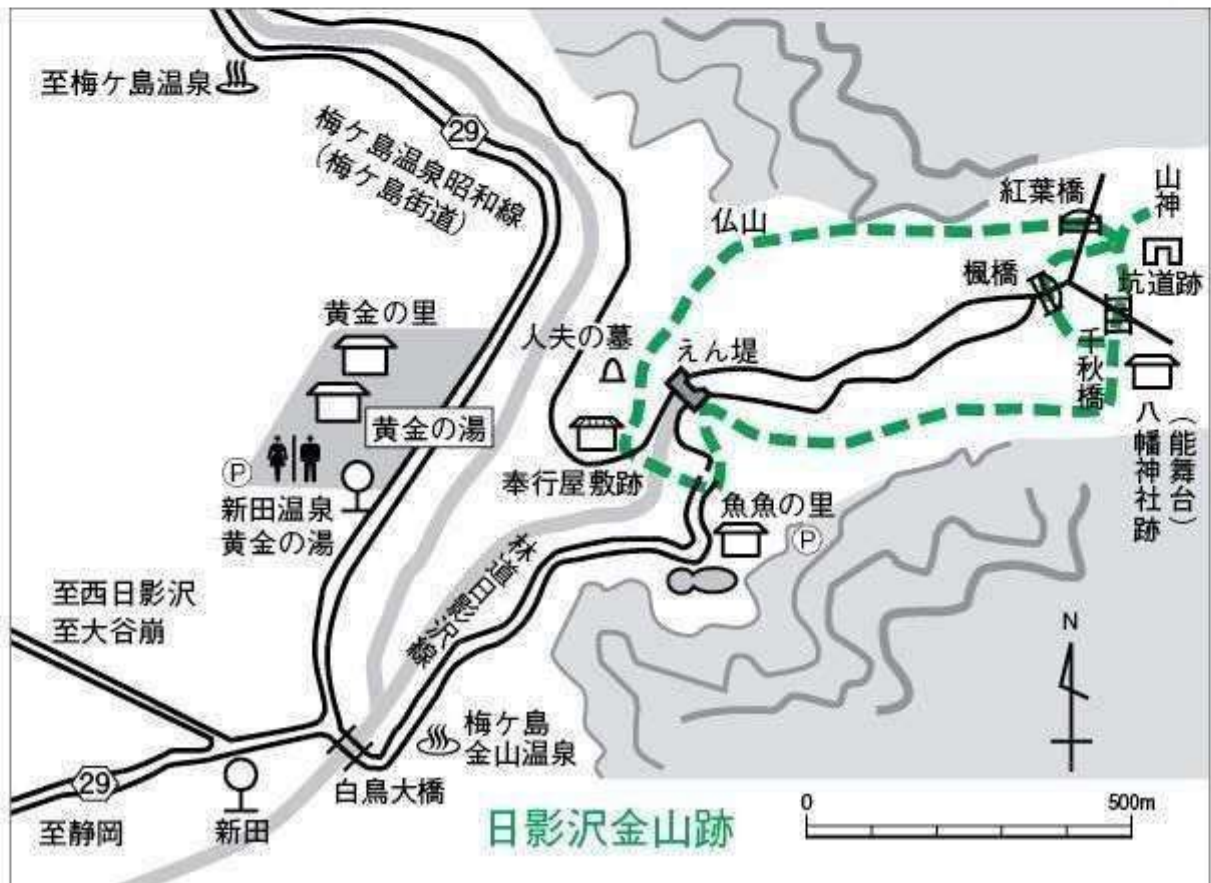 至梅ケ島温泉
29
梅ケ島温泉昭和線
（梅ケ島街道）
仏山
紅葉橋
山神
楓橋
坑道跡
黄金の里
人夫の墓
えん堤
千秋橋
八幡神社跡
（能舞台）
黄金の湯
P
新田温泉
黄金の湯
奉行屋敷跡
魚魚の里
P
林道日影沢線
至西日影沢
至大谷崩
N
梅ケ島
金山温泉
29
白鳥大橋
至静岡
新田
日影沢金山跡
0
500m